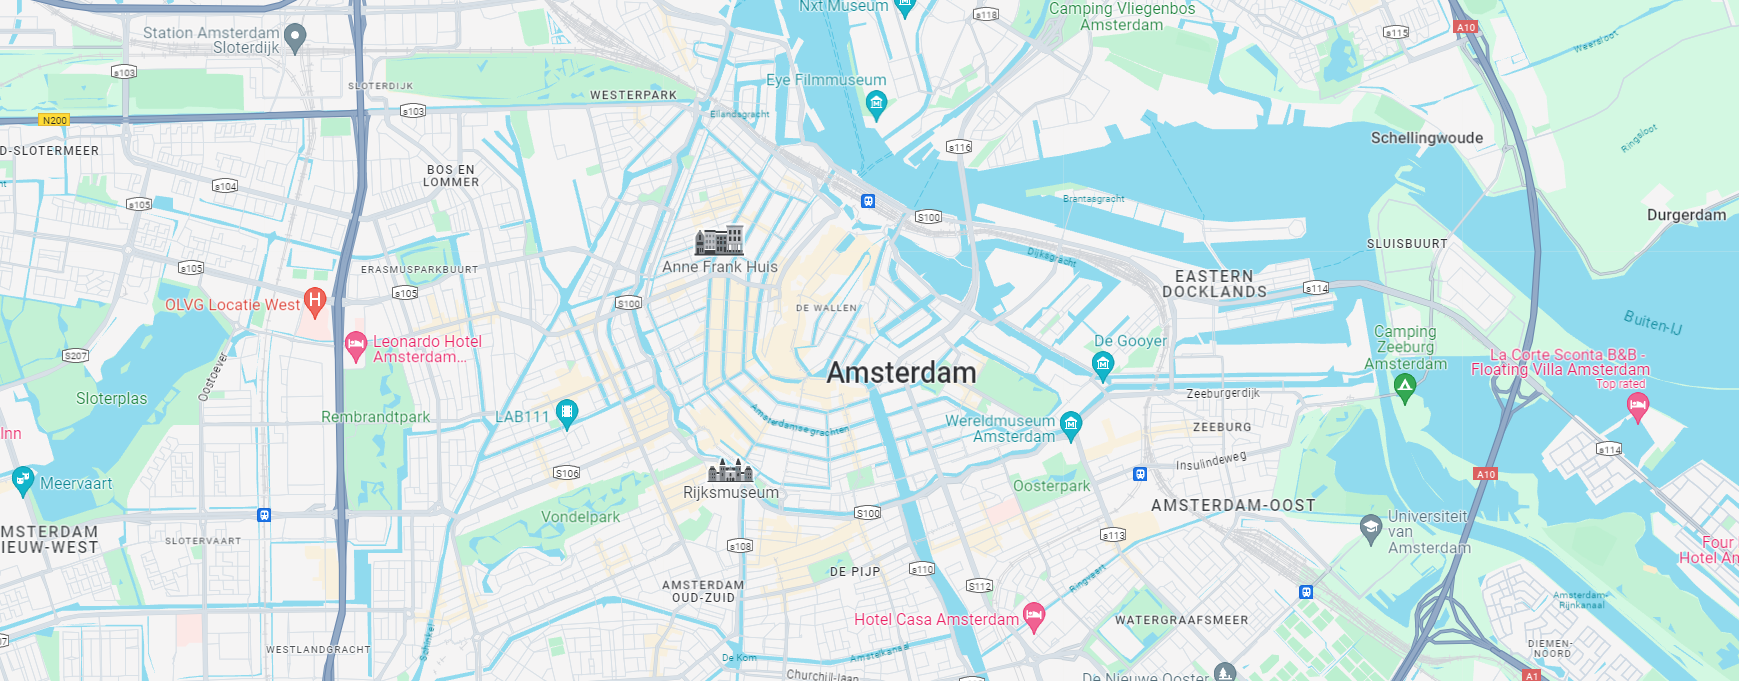 Nxt Museum
s118
Camping Vliegenbos
Amsterdam
A10
s115
Weersloot
Station Amsterdam
Sloterdijk
s103
SLOTERDIJK
Eye Filmmuseum
WESTERPARK
s103
Eilandsgracht
N200
D-SLOTERMEER
s116
Schellingwoude
Ringsloot
BOS EN
LOMMER
s104
s105
Brantasgracht
S100
Durgerdam
SLUISBUURT
Dijksgracht
s105
ERASMUSPARKBUURT
Anne Frank Huis
EASTERN
DOCKLANDS
s114
s105
S100
OLVG Locatie West
DE WALLEN
Buiten-IJ
Leonardo Hotel
Amsterdam...
De Gooyer
Camping
Zeeburg
Amsterdam
S207
Oostoever
La Corte Sconta B&B -
Floating Villa Amsterdam
Top rated
Amsterdam
Sloterplas
Rembrandtpark
LAB111
Zeeburgerdijk
Amsterdamse grachten
Wereldmuseum
Amsterdam
ZEEBURG
Inn
s114
Insulindeweg
A10
S106
Meervaart
Rijksmuseum
Oosterpark
AMSTERDAM-OOST
Vondelpark
S100
Universiteit
van
Amsterdam
MSTERDAM
IEUW-WEST
SLOTERVAART
s108
s113
Four
Hotel Am
DE PIJP
s110
S112
Ringvaart
AMSTERDAM
OUD-ZUID
Amsterdam-
Rijnkanaal
Hotel Casa Amsterdam
WATERGRAAFSMEER
Schinkel
WESTLANDGRACHT
De Kom
Amstelkanaal
DIEMEN-
NOORD
Churchill-laan
De Nieuwe Ooster
A1